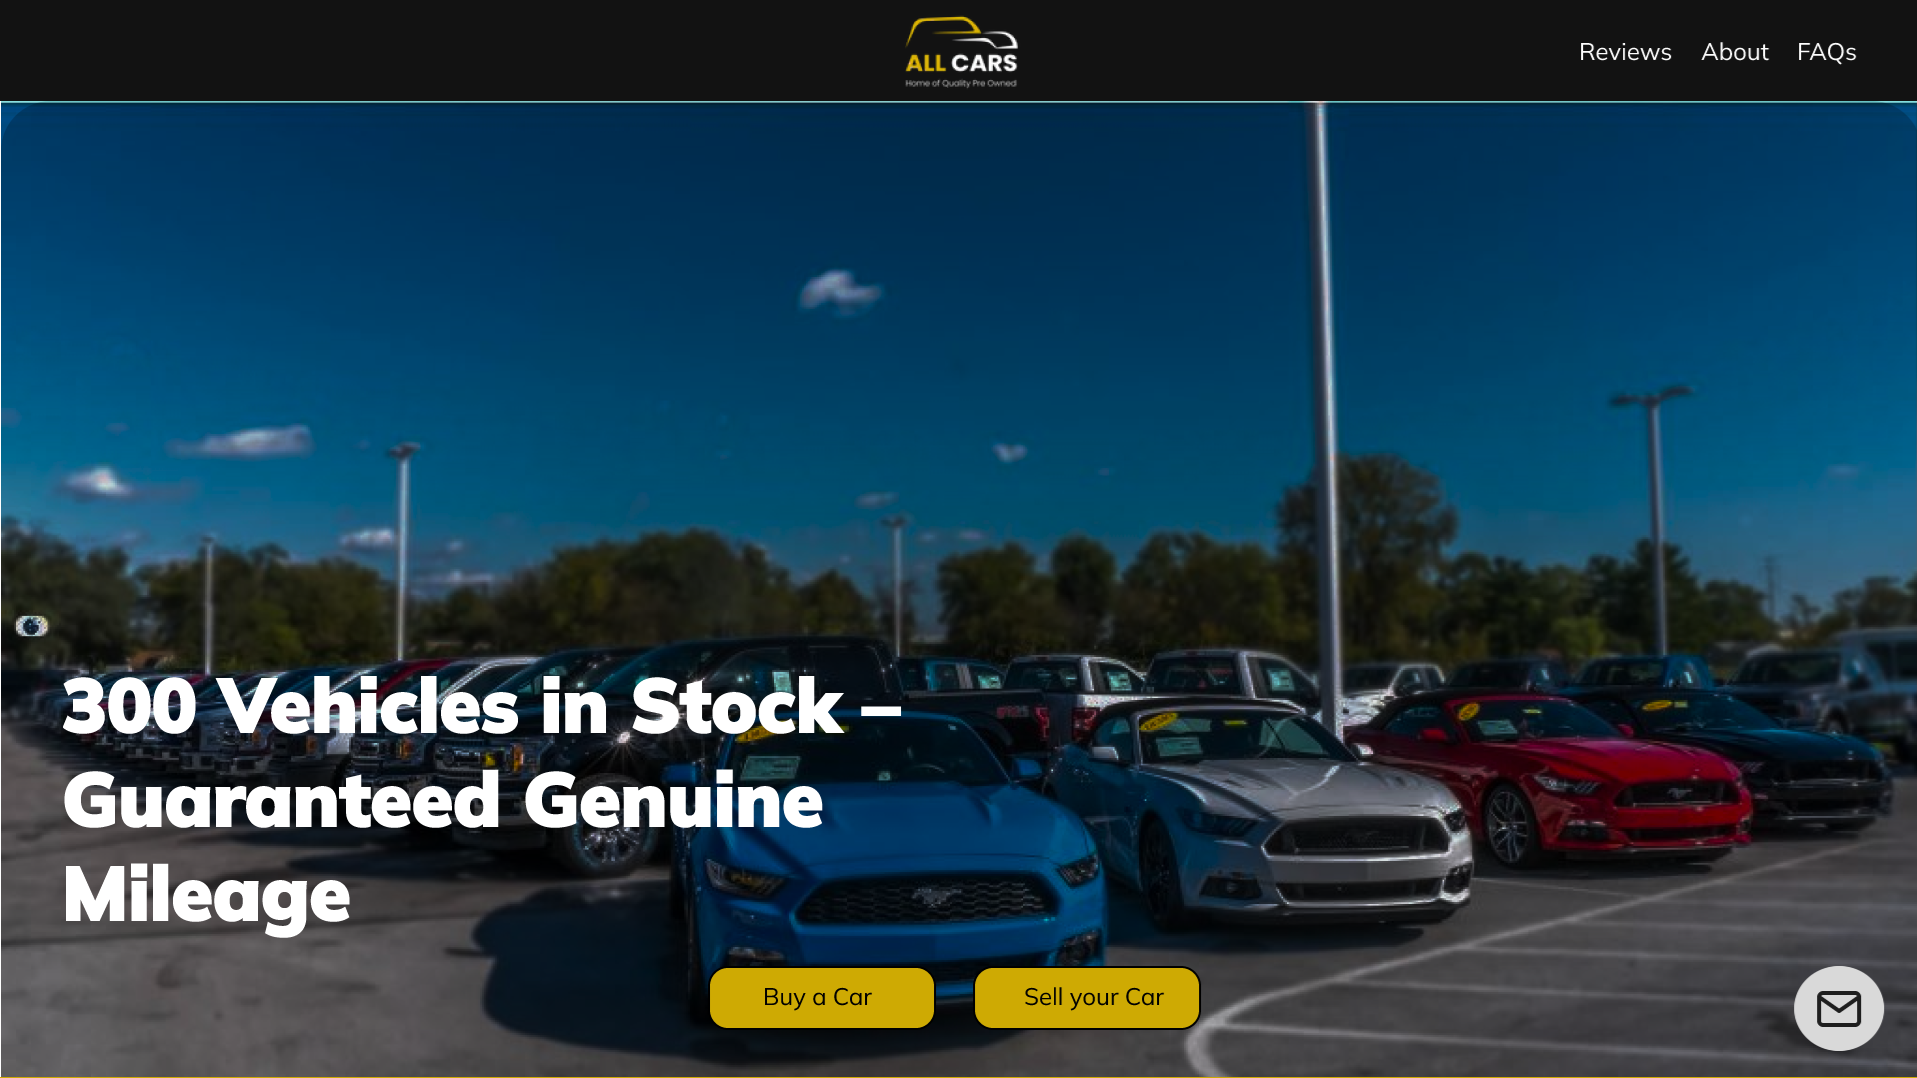 ALL CARS
Home of Quality Pre Owned
Reviews
About
FAQs
300 Vehicles in Stock –
Guaranteed Genuine
Mileage
Buy a Car
Sell your Car